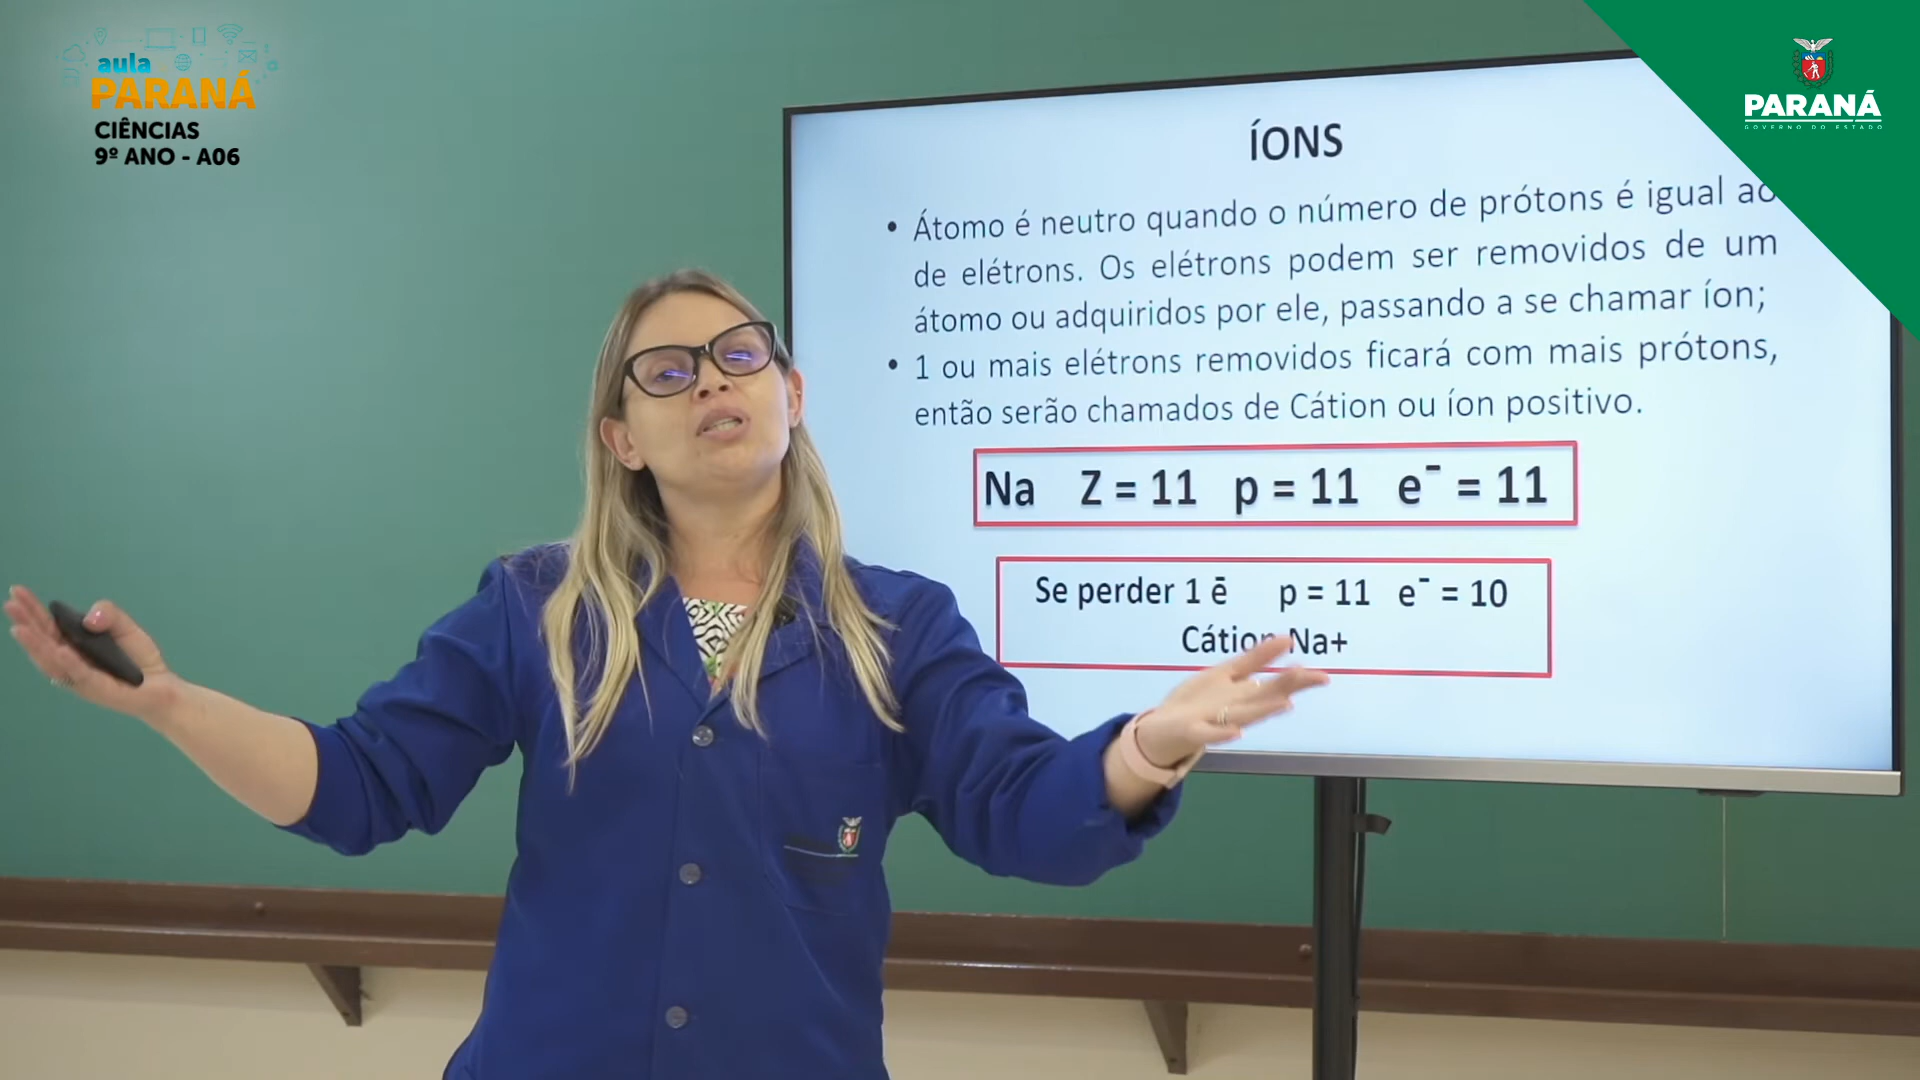 aula
PARANÁ
CIÊNCIAS
9º ANO - A06
PARANÁ
GOVERNO DO ESTADO
ÍONS
• Átomo é neutro quando o número de prótons é igual ao
de elétrons. Os elétrons podem ser removidos de um
átomo ou adquiridos por ele, passando a se chamar íon;
• 1 ou mais elétrons removidos ficará com mais prótons,
então serão chamados de Cátion ou íon positivo.
Na Z = 11 p = 11 e⁻ = 11
Se perder 1 ē p = 11 e⁻ = 10
Cátion Na+